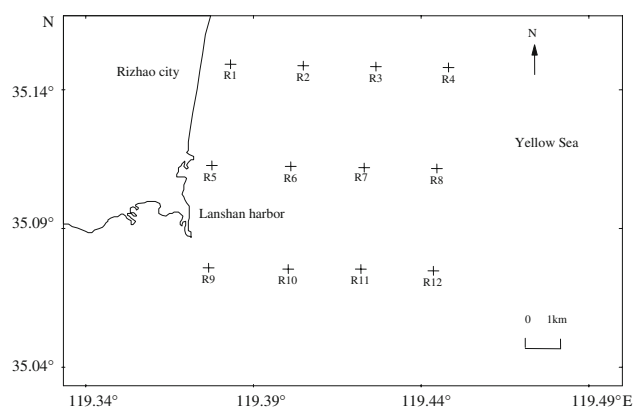 N
N
Rizhao city
R1 R2 R3 R4
35.14°
Yellow Sea
R5 R6 R7 R8
Lanshan harbor
35.09°
R9 R10 R11 R12
0 1km
35.04°
119.34° 119.39° 119.44° 119.49°E